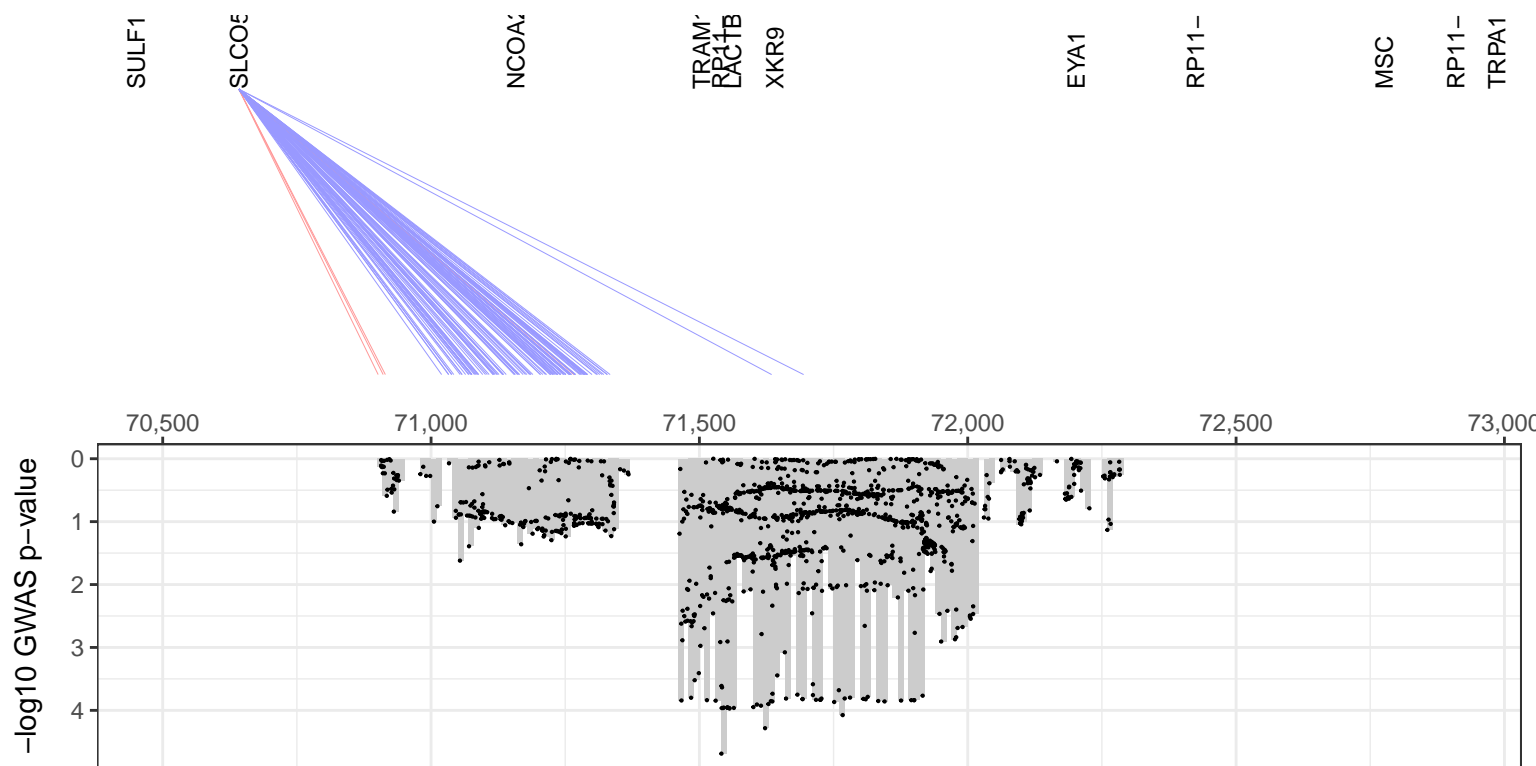 SULF1
SLCO5
NCOA2
TRAM1
RP11−
LACTB
XKR9
EYA1
RP11−
MSC
RP11−
TRPA1
70,500 71,000 71,500 72,000 72,500 73,000
−log10 GWAS p−value
0
1
2
3
4